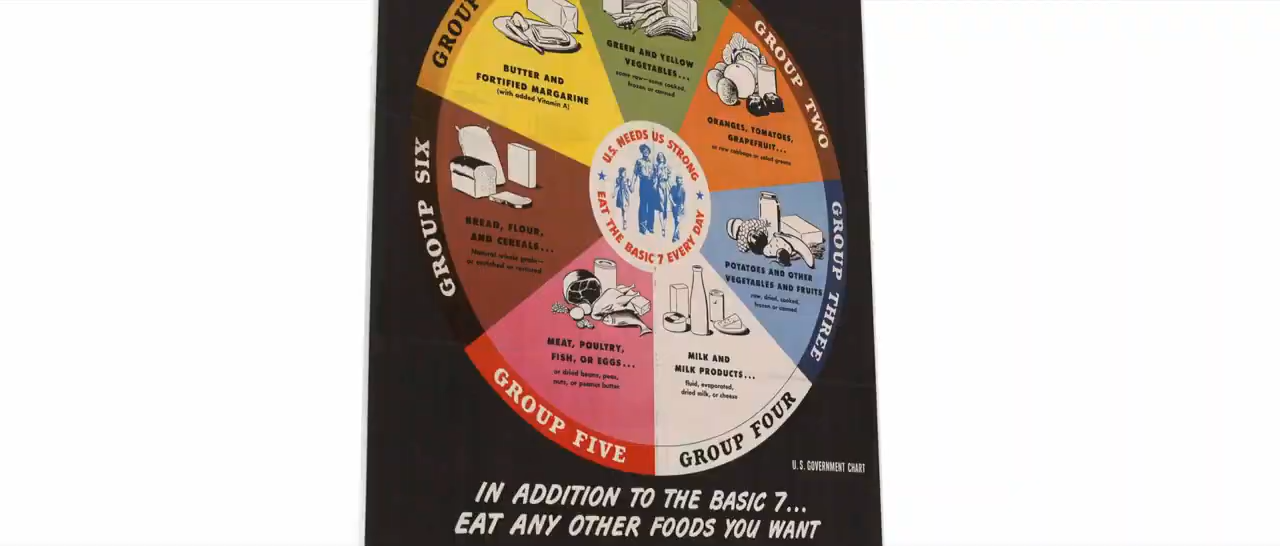 GROUP
BUTTER AND
FORTIFIED MARGARINE
(with added Vitamin A)
GREEN AND YELLOW
VEGETABLES...
some raw—some cooked,
frozen or canned
GROUP TWO
ORANGES, TOMATOES,
GRAPEFRUIT...
or raw cabbage or salad greens
GROUP SIX
BREAD, FLOUR,
AND CEREALS...
Natural whole grain—
or enriched or restored
U.S. NEEDS US STRONG
EAT THE BASIC 7 EVERY DAY
GROUP THREE
POTATOES AND OTHER
VEGETABLES AND FRUITS
raw, dried, cooked,
frozen or canned
GROUP FIVE
MEAT, POULTRY,
FISH, OR EGGS...
or dried beans, peas,
nuts, or peanut butter
GROUP FOUR
MILK AND
MILK PRODUCTS...
fluid, evaporated,
dried milk, or cheese
U.S. GOVERNMENT CHART
IN ADDITION TO THE BASIC 7...
EAT ANY OTHER FOODS YOU WANT